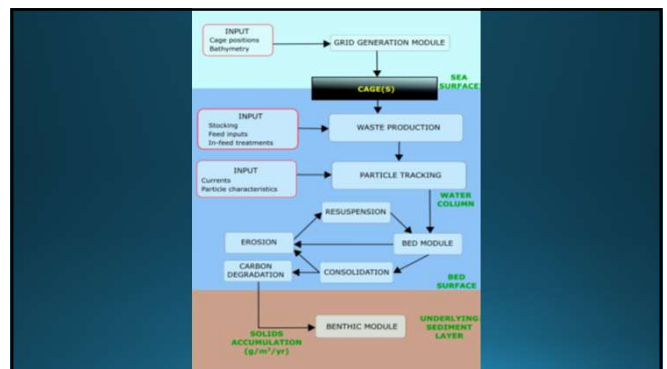 INPUT
Cage positions
Bathymetry
GRID GENERATION MODULE
CAGE(S)
SEA
SURFACE
INPUT
Stocking
Feed inputs
In-feed treatments
WASTE PRODUCTION
INPUT
Currents
Particle characteristics
PARTICLE TRACKING
WATER
COLUMN
RESUSPENSION
EROSION
BED MODULE
CARBON
DEGRADATION
CONSOLIDATION
BED
SURFACE
SOLIDS
ACCUMULATION
(g/m²/yr)
BENTHIC MODULE
UNDERLYING
SEDIMENT
LAYER